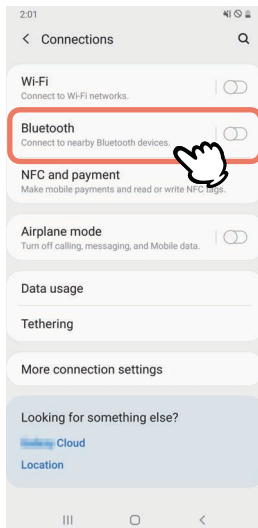 2:01
Connections
Wi-Fi
Connect to Wi-Fi networks.
Bluetooth
Connect to nearby Bluetooth devices.
NFC and payment
Make mobile payments and read or write NFC tags.
Airplane mode
Turn off calling, messaging, and Mobile data.
Data usage
Tethering
More connection settings
Looking for something else?
Cloud
Location